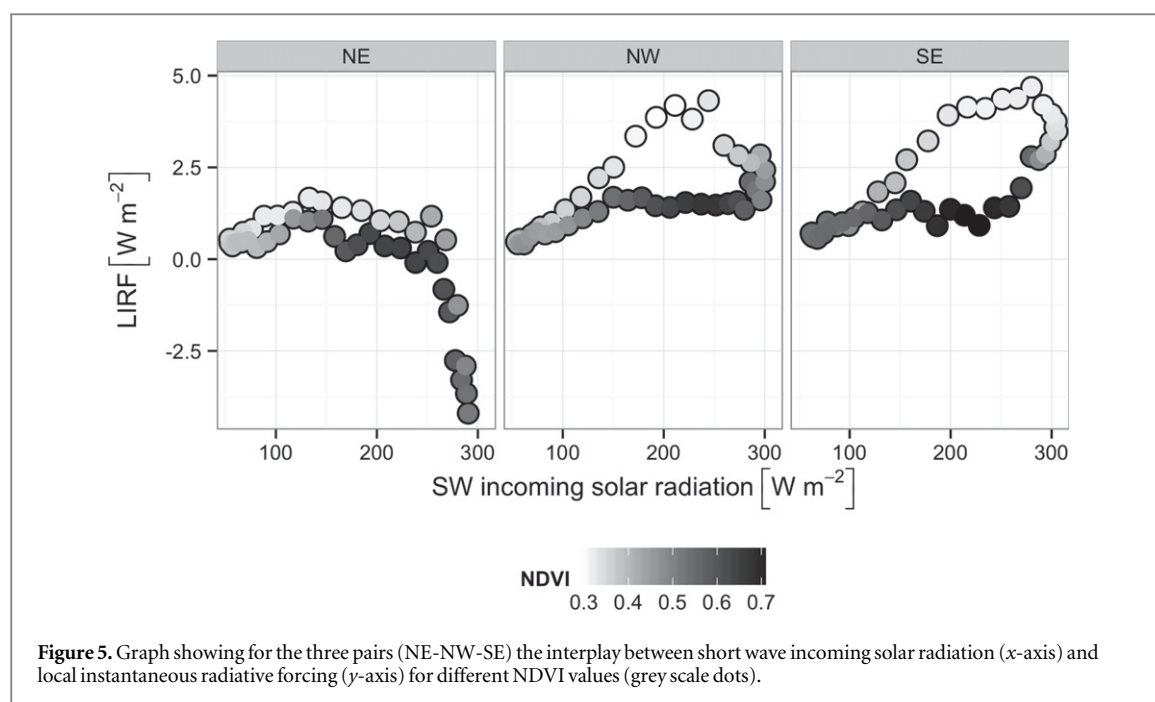 NE NW SE
5.0
2.5
0.0
-2.5
LIRF [W m⁻²]
100 200 300 100 200 300 100 200 300
SW incoming solar radiation [W m⁻²]
NDVI
0.3 0.4 0.5 0.6 0.7
Figure 5. Graph showing for the three pairs (NE-NW-SE) the interplay between short wave incoming solar radiation (x-axis) and
local instantaneous radiative forcing (y-axis) for different NDVI values (grey scale dots).